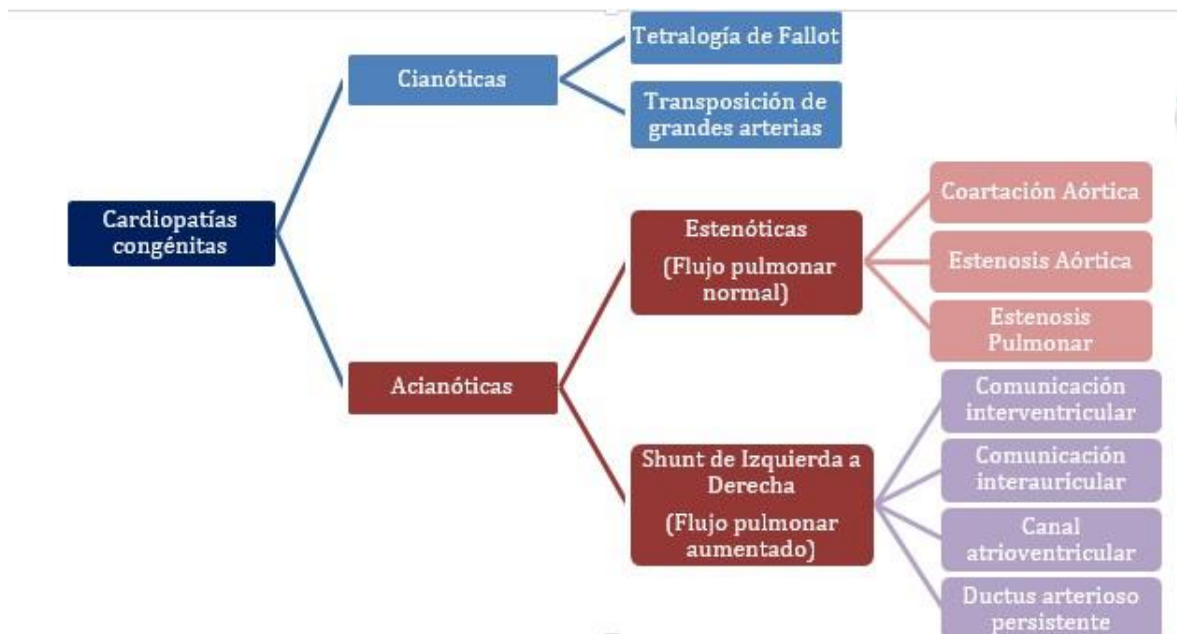 Cardiopatías
congénitas
Cianóticas
Tetralogía de Fallot
Transposición de
grandes arterias
Acianóticas
Estenóticas
(Flujo pulmonar
normal)
Coartación Aórtica
Estenosis Aórtica
Estenosis
Pulmonar
Shunt de Izquierda a
Derecha
(Flujo pulmonar
aumentado)
Comunicación
interventricular
Comunicación
interauricular
Canal
atrioventricular
Ductus arterioso
persistente